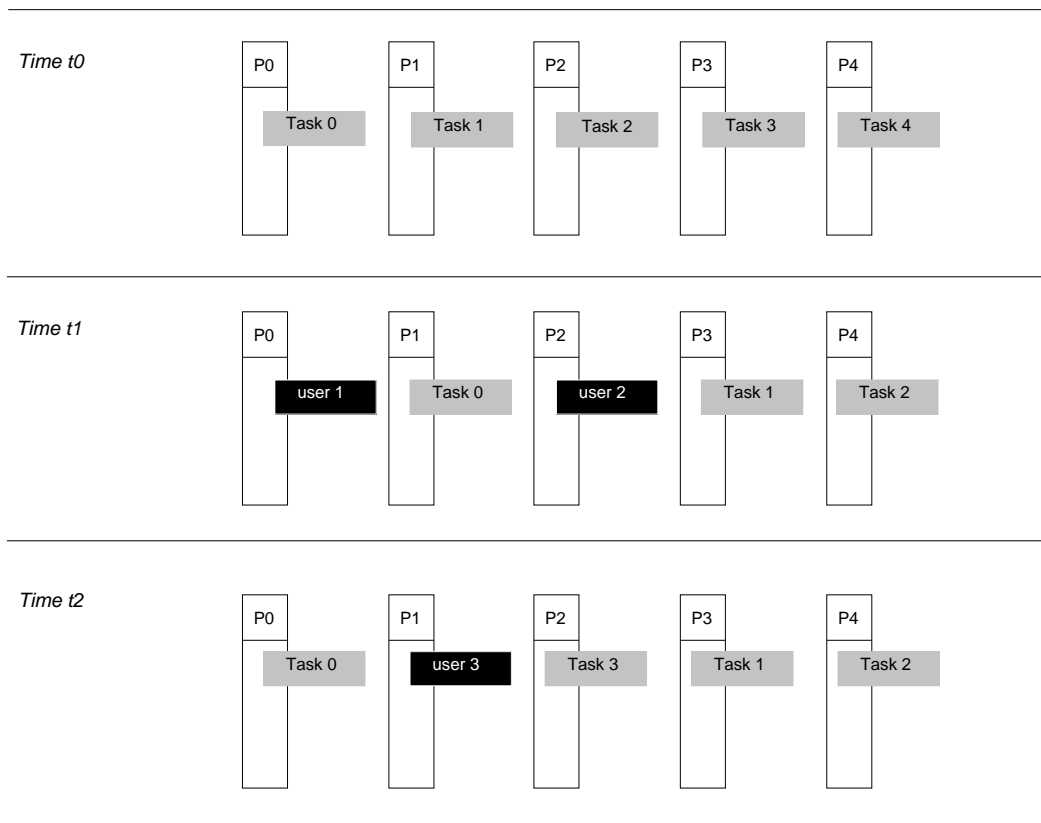 Time t0
P0 P1 P2 P3 P4
Task 0 Task 1 Task 2 Task 3 Task 4
Time t1
P0 P1 P2 P3 P4
user 1 Task 0 user 2 Task 1 Task 2
Time t2
P0 P1 P2 P3 P4
Task 0 user 3 Task 3 Task 1 Task 2